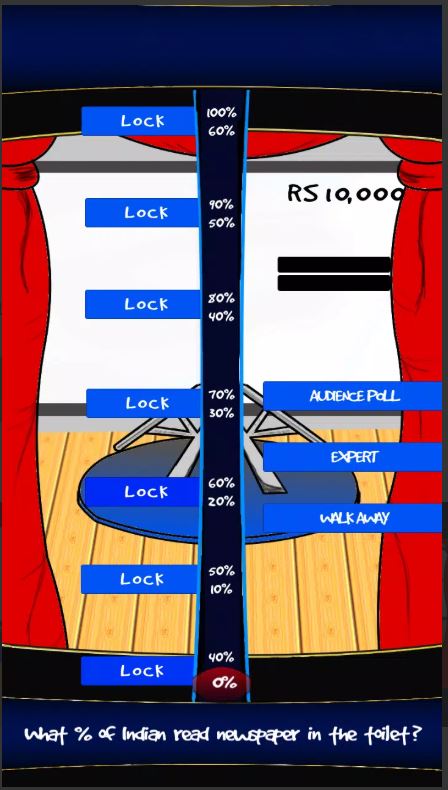 Lock
100%
60%
RS 10,000
Lock
90%
50%
Lock
80%
40%
Lock
70%
30%
AUDIENCE POLL
EXPERT
Lock
60%
20%
WALK AWAY
Lock
50%
10%
Lock
40%
0%
What % of Indian read newspaper in the toilet?